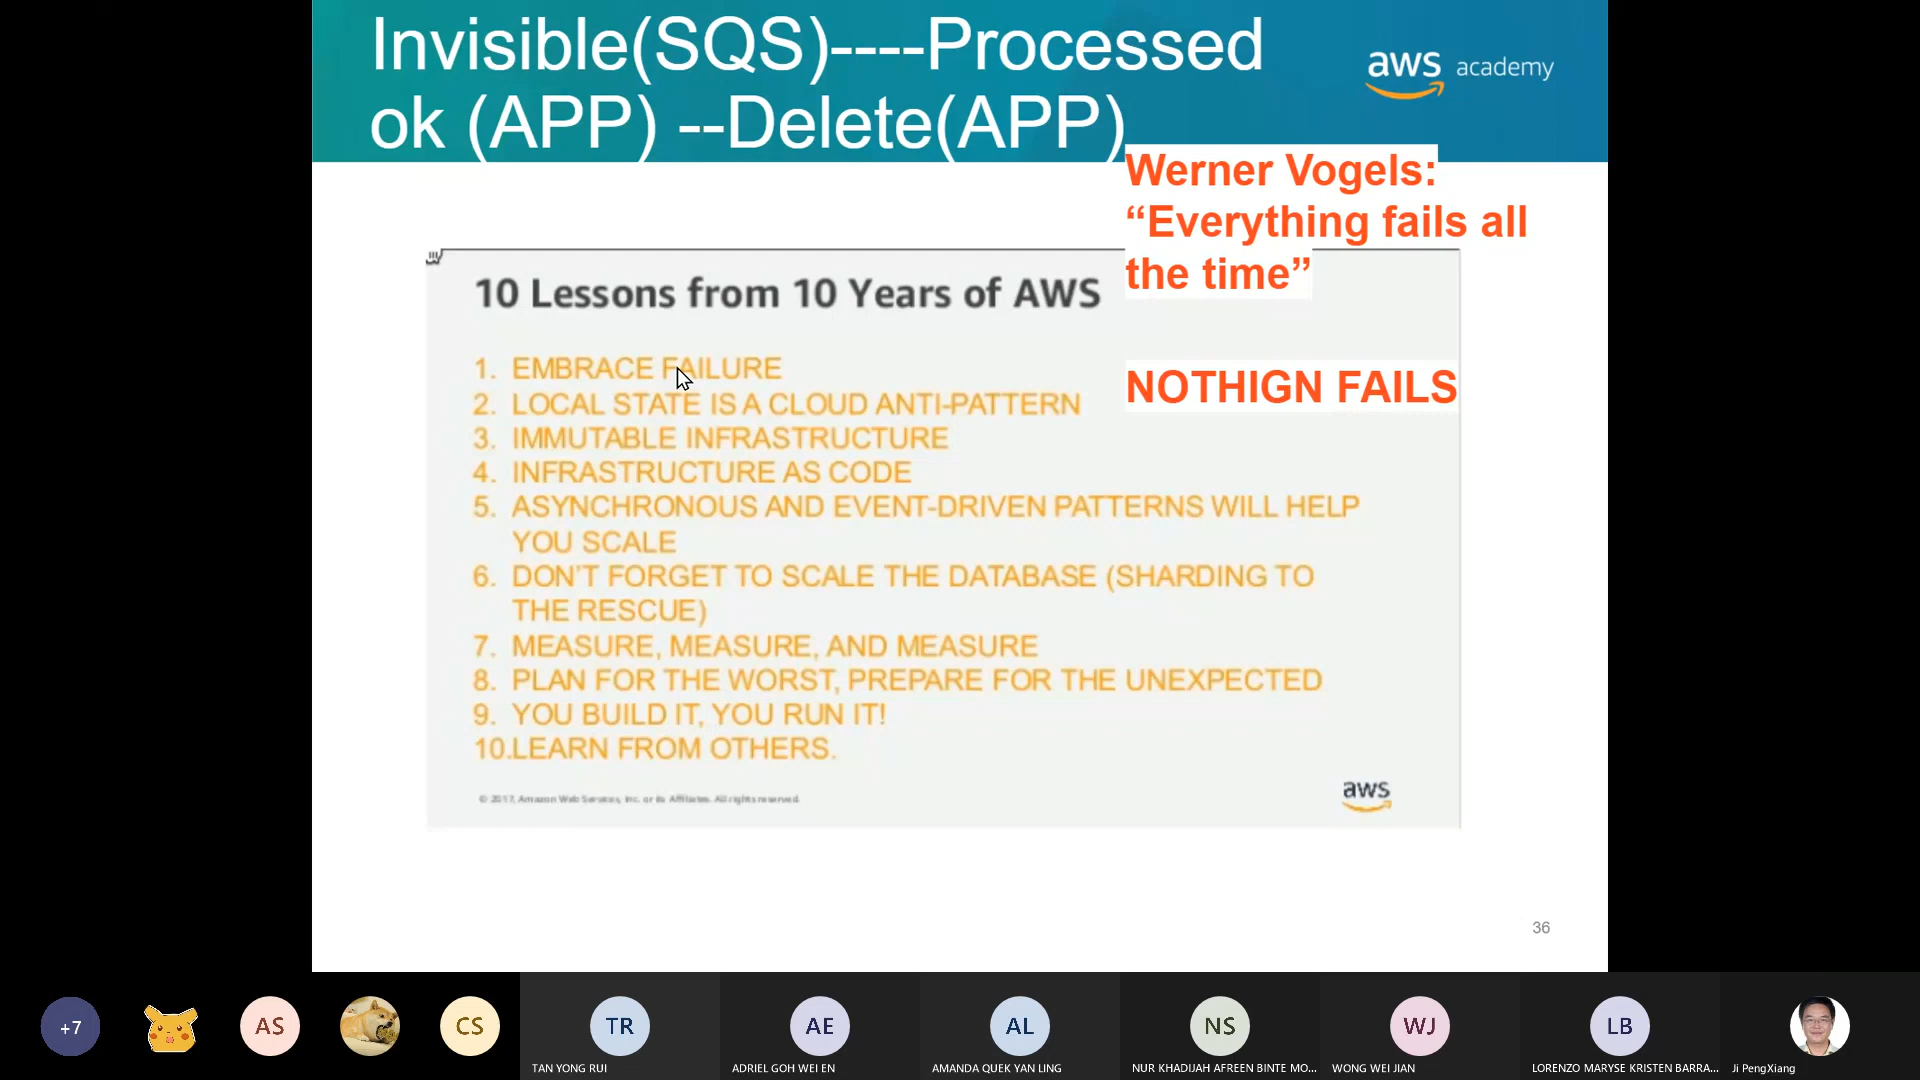 Invisible(SQS)----Processed
ok (APP) --Delete(APP)
aws academy
Werner Vogels:
“Everything fails all
the time”
NOTHIGN FAILS
10 Lessons from 10 Years of AWS
1. EMBRACE FAILURE
2. LOCAL STATE IS A CLOUD ANTI-PATTERN
3. IMMUTABLE INFRASTRUCTURE
4. INFRASTRUCTURE AS CODE
5. ASYNCHRONOUS AND EVENT-DRIVEN PATTERNS WILL HELP
YOU SCALE
6. DON'T FORGET TO SCALE THE DATABASE (SHARDING TO
THE RESCUE)
7. MEASURE, MEASURE, AND MEASURE
8. PLAN FOR THE WORST, PREPARE FOR THE UNEXPECTED
9. YOU BUILD IT, YOU RUN IT!
10.LEARN FROM OTHERS.
© 2017, Amazon Web Services, Inc. or its Affiliates. All rights reserved.
aws
36
+7
AS
CS
TR
AE
AL
NS
WJ
LB
TAN YONG RUI
ADRIEL GOH WEI EN
AMANDA QUEK YAN LING
NUR KHADIJAH AFREEN BINTE MO...
WONG WEI JIAN
LORENZO MARYSE KRISTEN BARRA...
Ji PengXiang